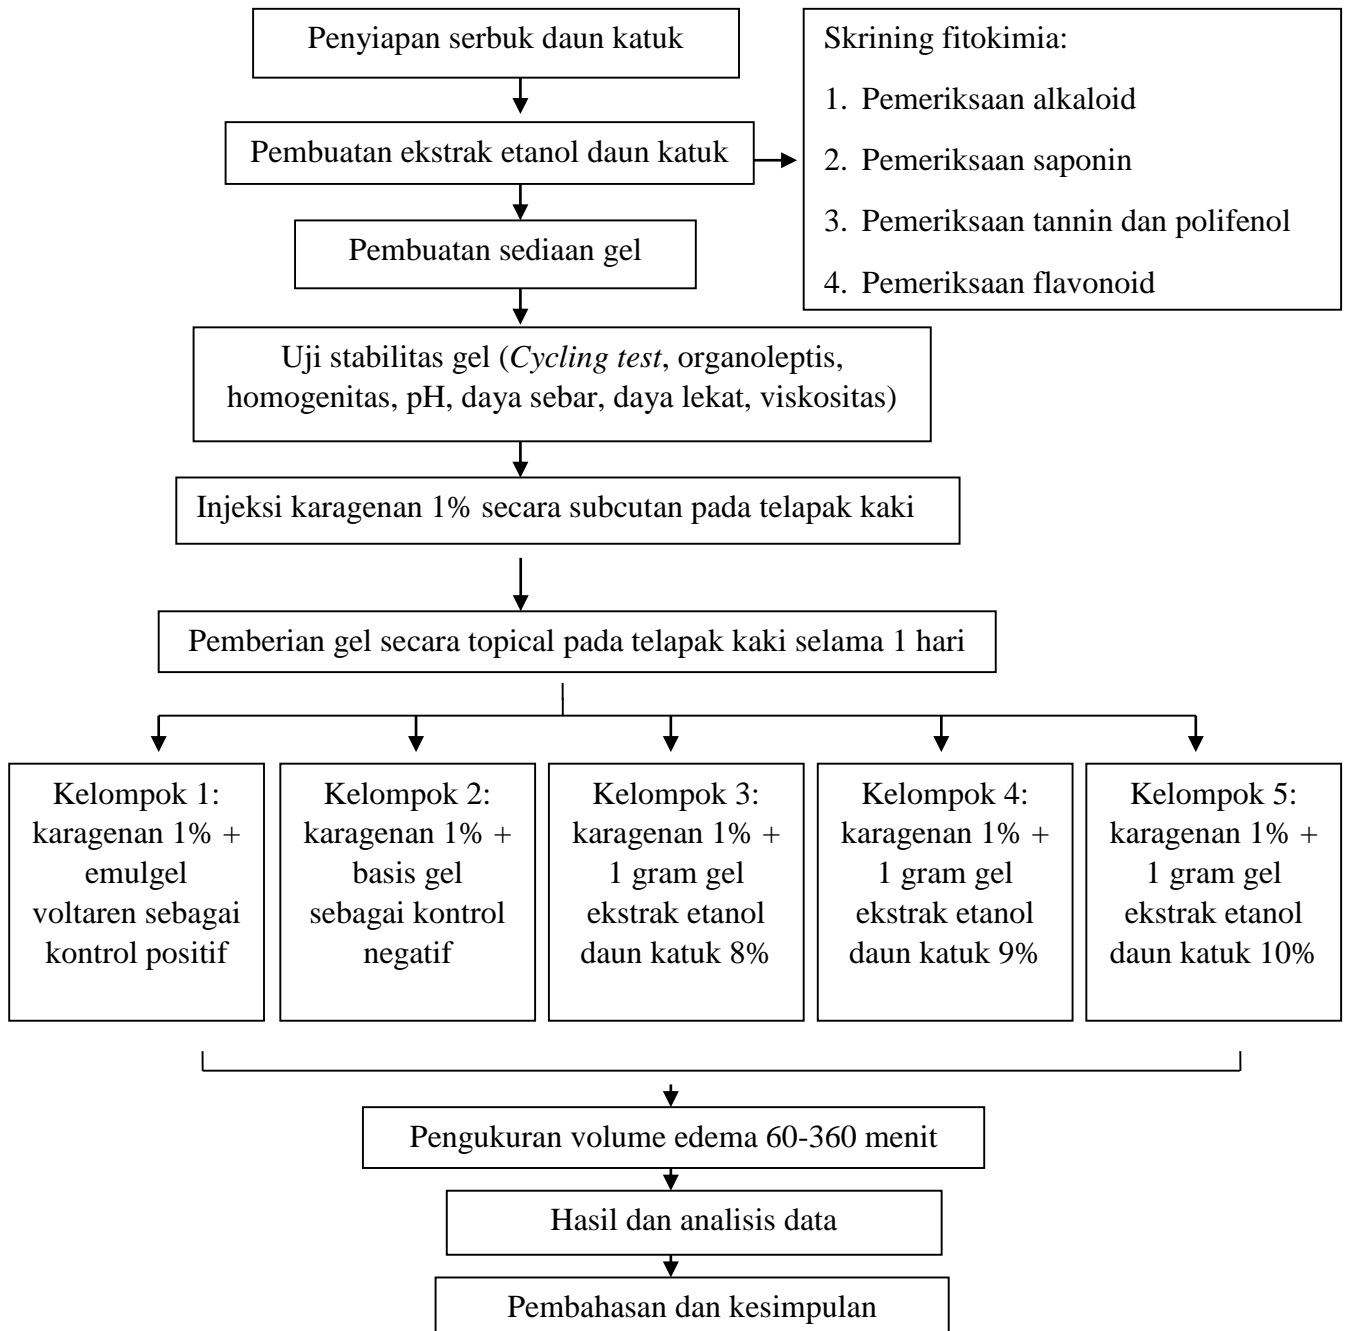 Penyiapan serbuk daun katuk
Pembuatan ekstrak etanol daun katuk
Skrining fitokimia:
1. Pemeriksaan alkaloid
2. Pemeriksaan saponin
3. Pemeriksaan tannin dan polifenol
4. Pemeriksaan flavonoid
Pembuatan sediaan gel
Uji stabilitas gel (Cycling test, organoleptis,
homogenitas, pH, daya sebar, daya lekat, viskositas)
Injeksi karagenan 1% secara subcutan pada telapak kaki
Pemberian gel secara topical pada telapak kaki selama 1 hari
Kelompok 1:
karagenan 1% +
emulgel
voltaren sebagai
kontrol positif
Kelompok 2:
karagenan 1% +
basis gel
sebagai kontrol
negatif
Kelompok 3:
karagenan 1% +
1 gram gel
ekstrak etanol
daun katuk 8%
Kelompok 4:
karagenan 1% +
1 gram gel
ekstrak etanol
daun katuk 9%
Kelompok 5:
karagenan 1% +
1 gram gel
ekstrak etanol
daun katuk 10%
Pengukuran volume edema 60-360 menit
Hasil dan analisis data
Pembahasan dan kesimpulan